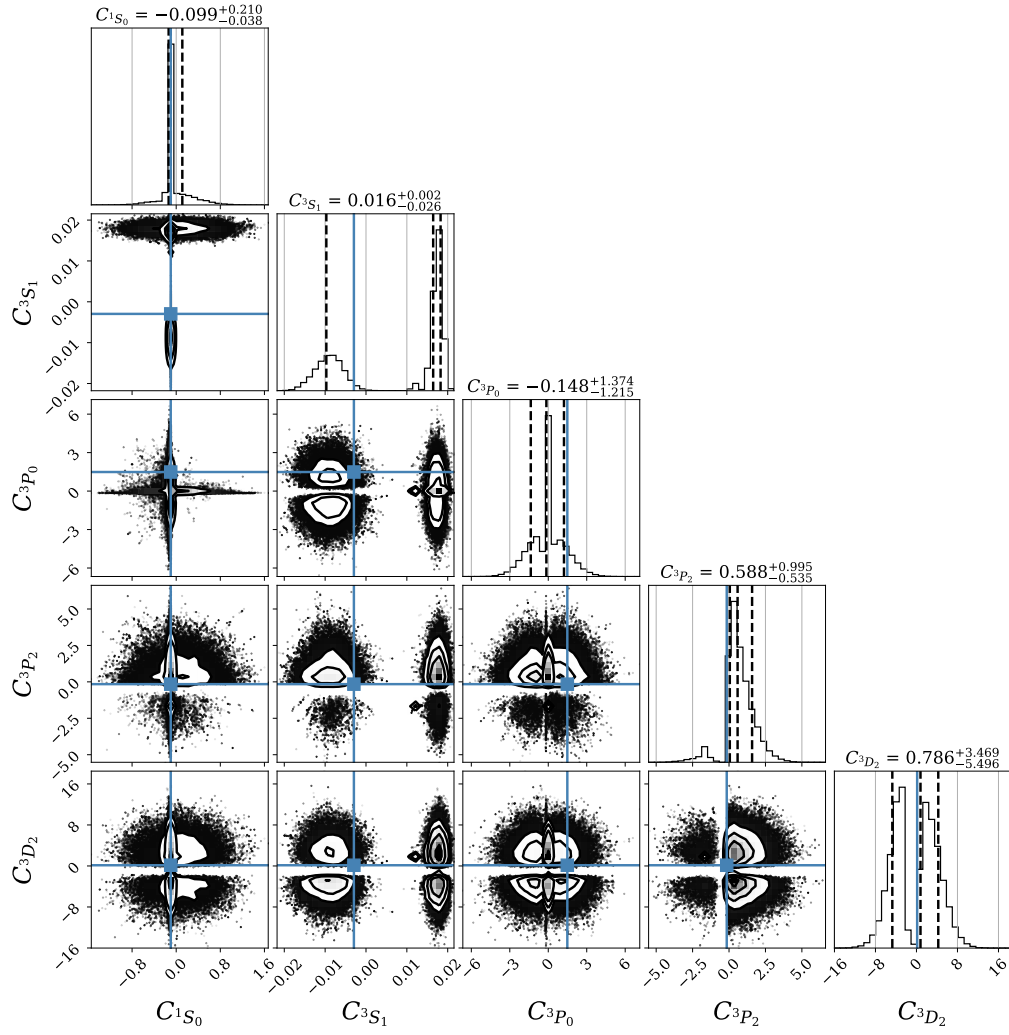 C¹S₀ = −0.099 +0.210 −0.038
0.02
0.01
0.00
−0.01
−0.02
C³S₁
C³S₁ = 0.016 +0.002 −0.026
6
3
0
−3
−6
C³P₀
C³P₀ = −0.148 +1.374 −1.215
5.0
2.5
0.0
−2.5
−5.0
C³P₂
C³P₂ = 0.588 +0.995 −0.535
16
8
0
−8
−16
C³D₂
C³D₂ = 0.786 +3.469 −5.496
−0.8 0.0 0.8 1.6
−0.02 −0.01 0.00 0.01 0.02
−6 −3 0 3 6
−5.0 −2.5 0.0 2.5 5.0
−16 −8 0 8 16
C¹S₀ C³S₁ C³P₀ C³P₂ C³D₂